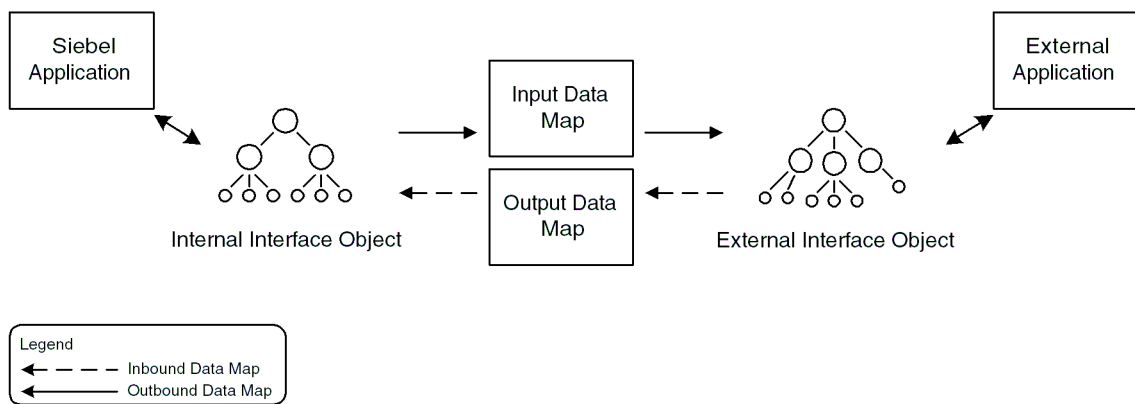 Siebel
Application
External
Application
Input Data
Map
Output Data
Map
Internal Interface Object
External Interface Object
Legend
Inbound Data Map
Outbound Data Map